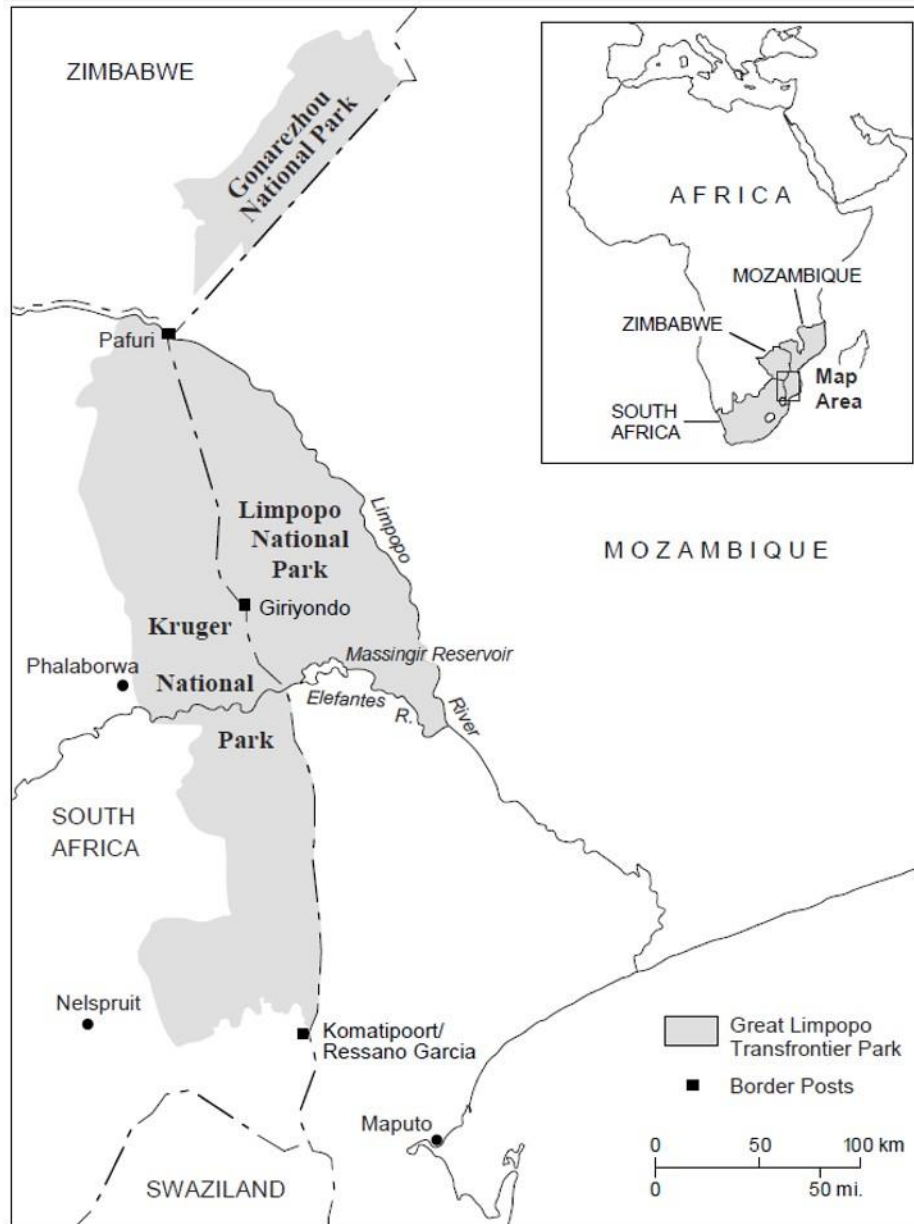 ZIMBABWE
Gonarezhou
National Park
AFRICA
MOZAMBIQUE
ZIMBABWE
Map
Area
SOUTH
AFRICA
Pafuri
Limpopo
National
Park
Limpopo
River
MOZAMBIQUE
Giriyondo
Kruger
National
Park
Phalaborwa
Massingir Reservoir
Elefantes
R.
SOUTH
AFRICA
Nelspruit
Komatipoort/
Ressano Garcia
Maputo
SWAZILAND
Great Limpopo
Transfrontier Park
Border Posts
0 50 100 km
0 50 mi.